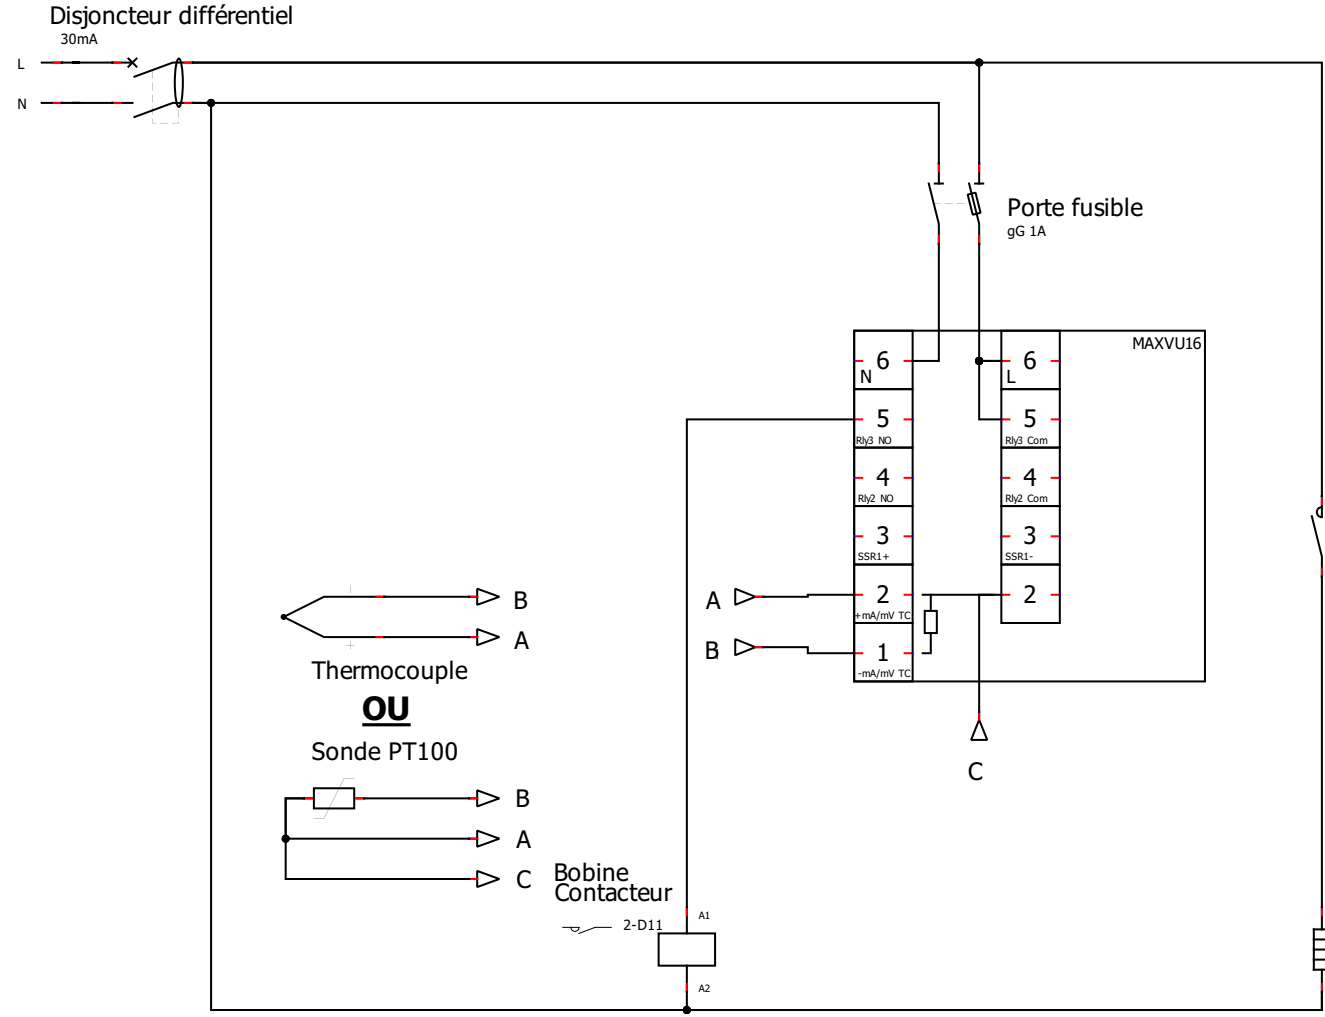 Disjoncteur différentiel
30mA
L
N
Porte fusible
gG 1A
MAXVU16
6
N
6
L
5
Rly3 NO
5
Rly3 Com
4
Rly2 NO
4
Rly2 Com
3
SSR1+
3
SSR1-
2
+mA/mV TC
2
1
-mA/mV TC
A
B
C
B
A
Thermocouple
OU
Sonde PT100
B
A
C
Bobine
Contacteur
2-D11
A1
A2